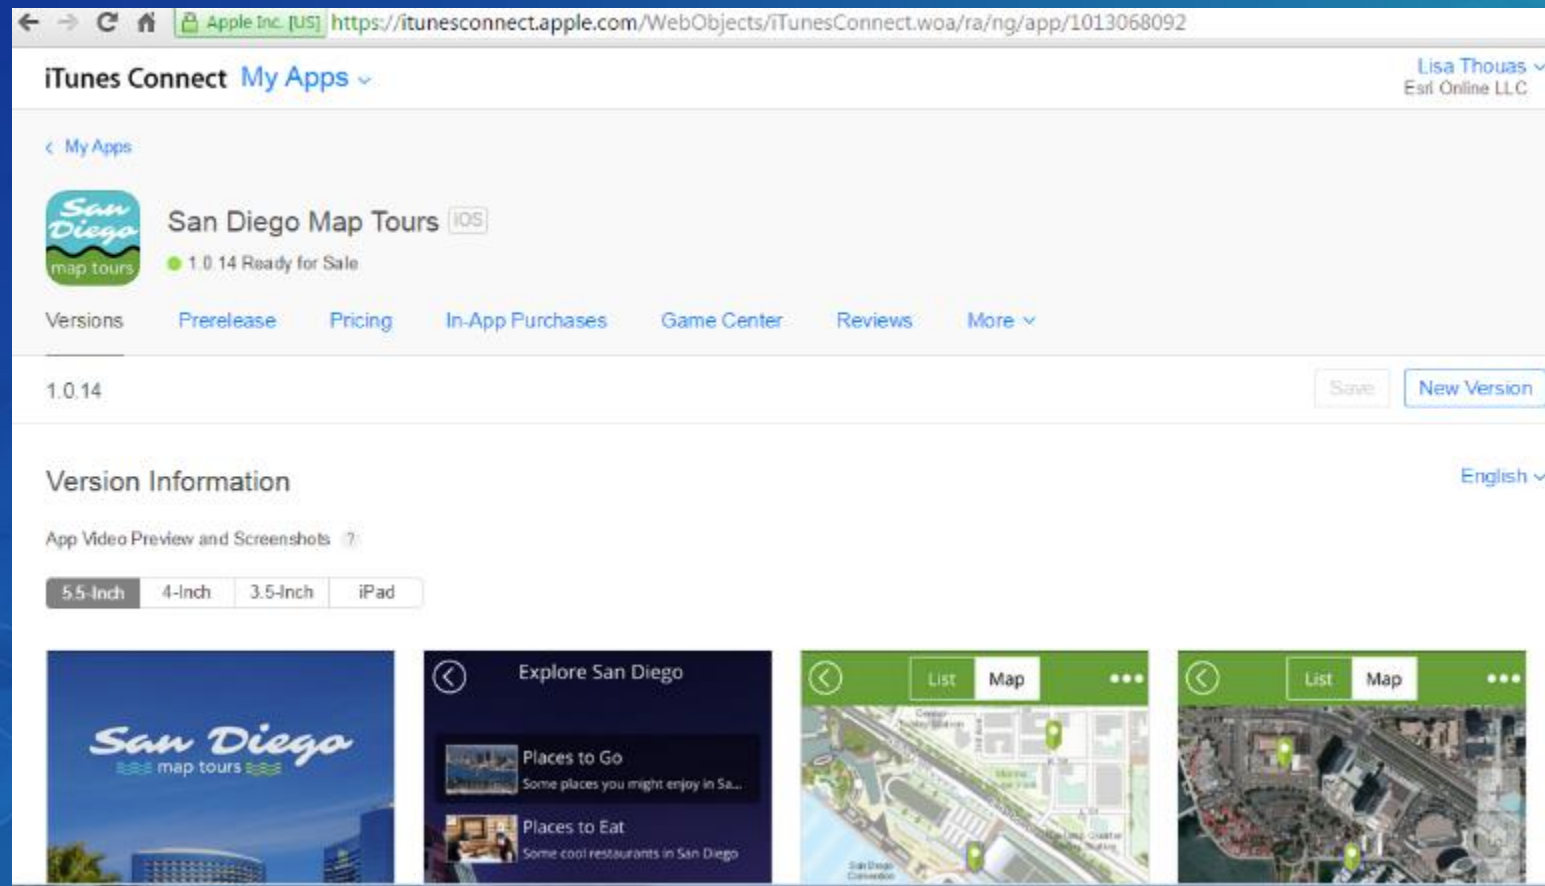 Apple Inc. [US] https://itunesconnect.apple.com/WebObjects/iTunesConnect.woa/ra/ng/app/1013068092
iTunes Connect My Apps
Lisa Thouas
Esri Online LLC
My Apps
San Diego map tours
San Diego Map Tours iOS
1.0.14 Ready for Sale
Versions Prerelease Pricing In-App Purchases Game Center Reviews More
1.0.14
Save New Version
Version Information
English
App Video Preview and Screenshots ?
5.5-Inch 4-Inch 3.5-Inch iPad
San Diego
map tours
Explore San Diego
Places to Go
Some places you might enjoy in Sa...
Places to Eat
Some cool restaurants in San Diego
List Map
San Diego
Convention
List Map